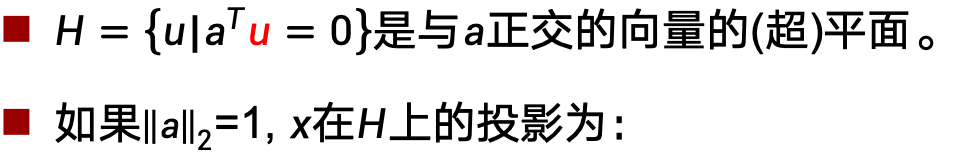 H = {u|aᵀu = 0}是与a正交的向量的(超)平面。
如果‖a‖₂=1, x在H上的投影为：